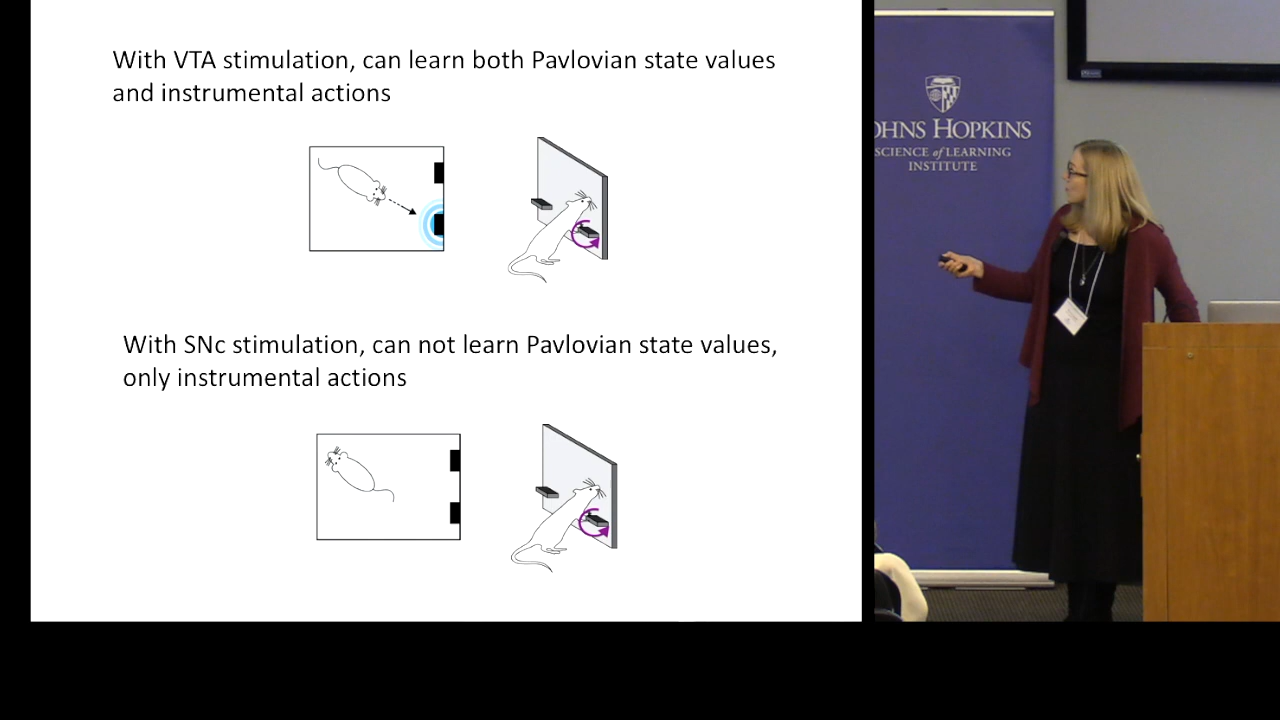 With VTA stimulation, can learn both Pavlovian state values
and instrumental actions
With SNc stimulation, can not learn Pavlovian state values,
only instrumental actions
OHNS HOPKINS
SCIENCE of LEARNING
INSTITUTE